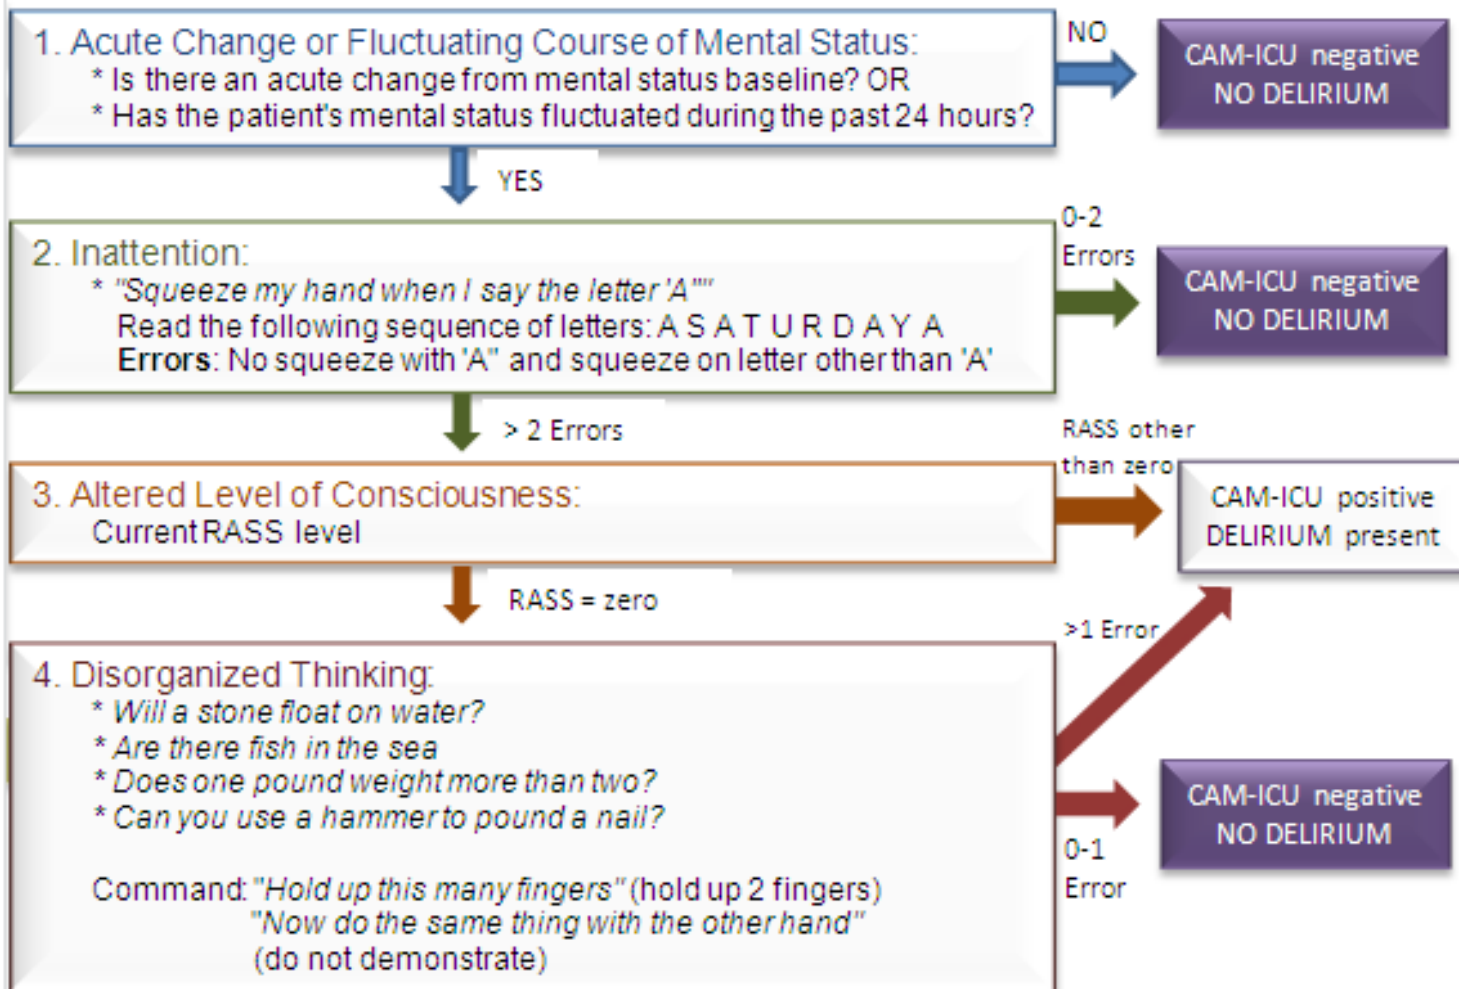 1. Acute Change or Fluctuating Course of Mental Status:
* Is there an acute change from mental status baseline? OR
* Has the patient's mental status fluctuated during the past 24 hours?
NO
CAM-ICU negative
NO DELIRIUM
YES
2. Inattention:
* "Squeeze my hand when I say the letter 'A'"
Read the following sequence of letters: A S A T U R D A Y A
Errors: No squeeze with 'A" and squeeze on letter other than 'A'
0-2
Errors
CAM-ICU negative
NO DELIRIUM
> 2 Errors
3. Altered Level of Consciousness:
Current RASS level
RASS other
than zero
CAM-ICU positive
DELIRIUM present
RASS = zero
4. Disorganized Thinking:
* Will a stone float on water?
* Are there fish in the sea
* Does one pound weight more than two?
* Can you use a hammer to pound a nail?
Command: "Hold up this many fingers" (hold up 2 fingers)
"Now do the same thing with the other hand"
(do not demonstrate)
>1 Error
CAM-ICU negative
NO DELIRIUM
0-1
Error